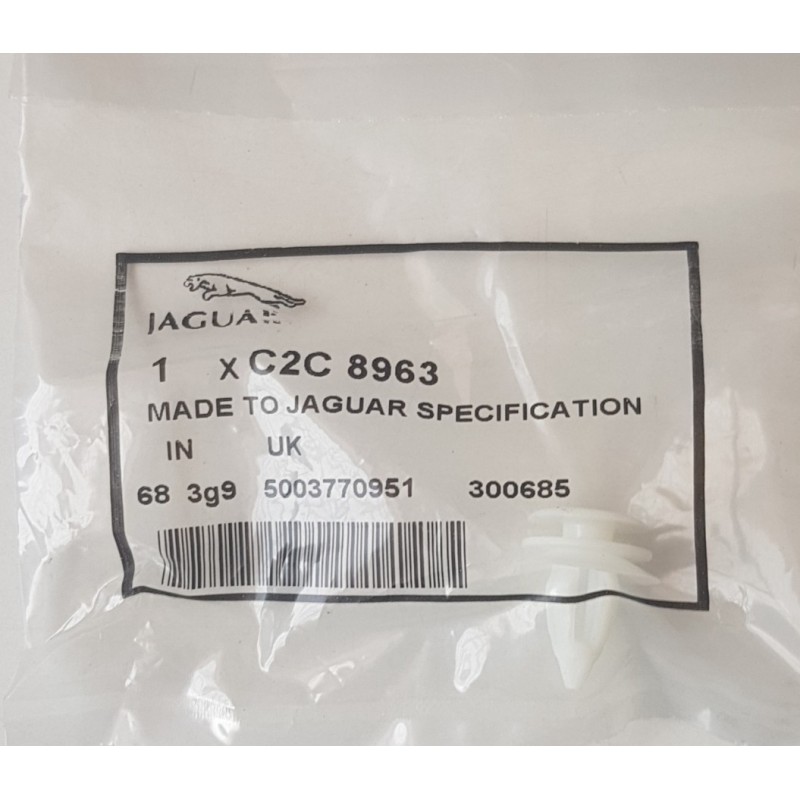 JAGUAR
1 X C2C 8963
MADE TO JAGUAR SPECIFICATION
IN UK
68 3g9 5003770951 300685